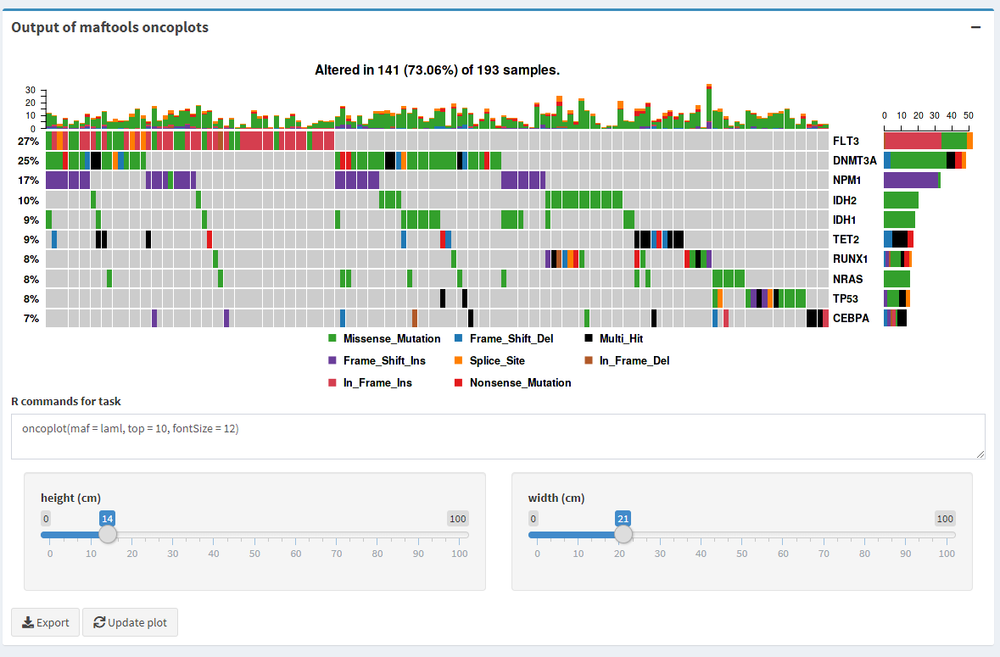 Output of maftools oncoplots
Altered in 141 (73.06%) of 193 samples.
30
20
10
0
0 10 20 30 40 50
27% FLT3
25% DNMT3A
17% NPM1
10% IDH2
9% IDH1
9% TET2
8% RUNX1
8% NRAS
8% TP53
7% CEBPA
Missense_Mutation Frame_Shift_Del Multi_Hit
Frame_Shift_Ins Splice_Site In_Frame_Del
In_Frame_Ins Nonsense_Mutation
R commands for task
oncoplot(maf = laml, top = 10, fontSize = 12)
height (cm) width (cm)
0 14 100 0 21 100
0 10 20 30 40 50 60 70 80 90 100 0 10 20 30 40 50 60 70 80 90 100
Export Update plot